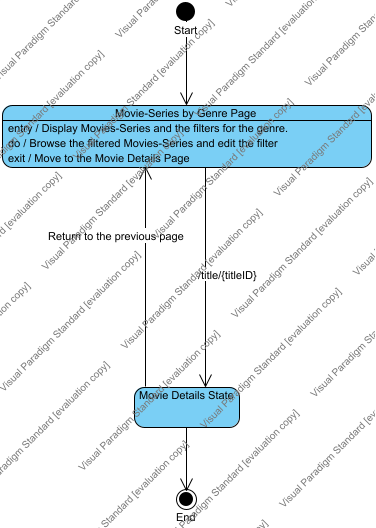 Start
Movie-Series by Genre Page
entry / Display Movies-Series and the filters for the genre.
do / Browse the filtered Movies-Series and edit the filter
exit / Move to the Movie Details Page
Return to the previous page
/title/{titleID}
Movie Details State
End
Visual Paradigm Standard [evaluation copy]